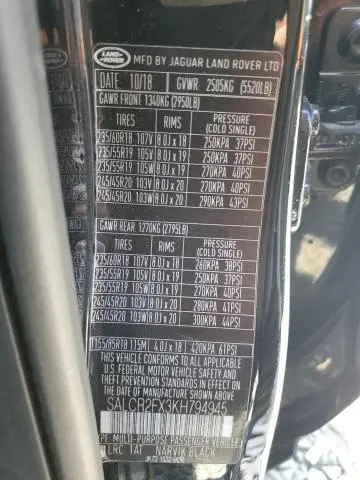 LAND ROVER
MFD BY JAGUAR LAND ROVER LTD
DATE: 10/18 GVWR: 2505KG (5520LB)
GAWR FRONT: 1340KG (2950LB)
TIRES RIMS PRESSURE (COLD SINGLE)
235/60R18 107V 8.0J x 18 250KPA 37PSI
235/55R19 105V 8.0J x 19 250KPA 37PSI
235/55R19 105W 8.0J x 19 270KPA 40PSI
245/45R20 103V 8.0J x 20 270KPA 40PSI
245/45R20 103W 8.0J x 20 290KPA 43PSI
GAWR REAR: 1270KG (2795LB)
TIRES RIMS PRESSURE (COLD SINGLE)
235/60R18 107V 8.0J x 18 260KPA 38PSI
235/55R19 105V 8.0J x 19 250KPA 37PSI
235/55R19 105W 8.0J x 19 270KPA 40PSI
245/45R20 103V 8.0J x 20 280KPA 41PSI
245/45R20 103W 8.0J x 20 300KPA 44PSI
T155/85R18 115M 4.0J x 18 420KPA 61PSI
THIS VEHICLE CONFORMS TO ALL APPLICABLE
FEDERAL MOTOR VEHICLE SAFETY
STANDARDS IN EFFECT ON THE DATE
OF MANUFACTURE SHOWN ABOVE
SALCR2FX3KH794945
PE: MULTI-PURPOSE PASSENGER VEHICLE
LRC 1AT NARVIK BLACK